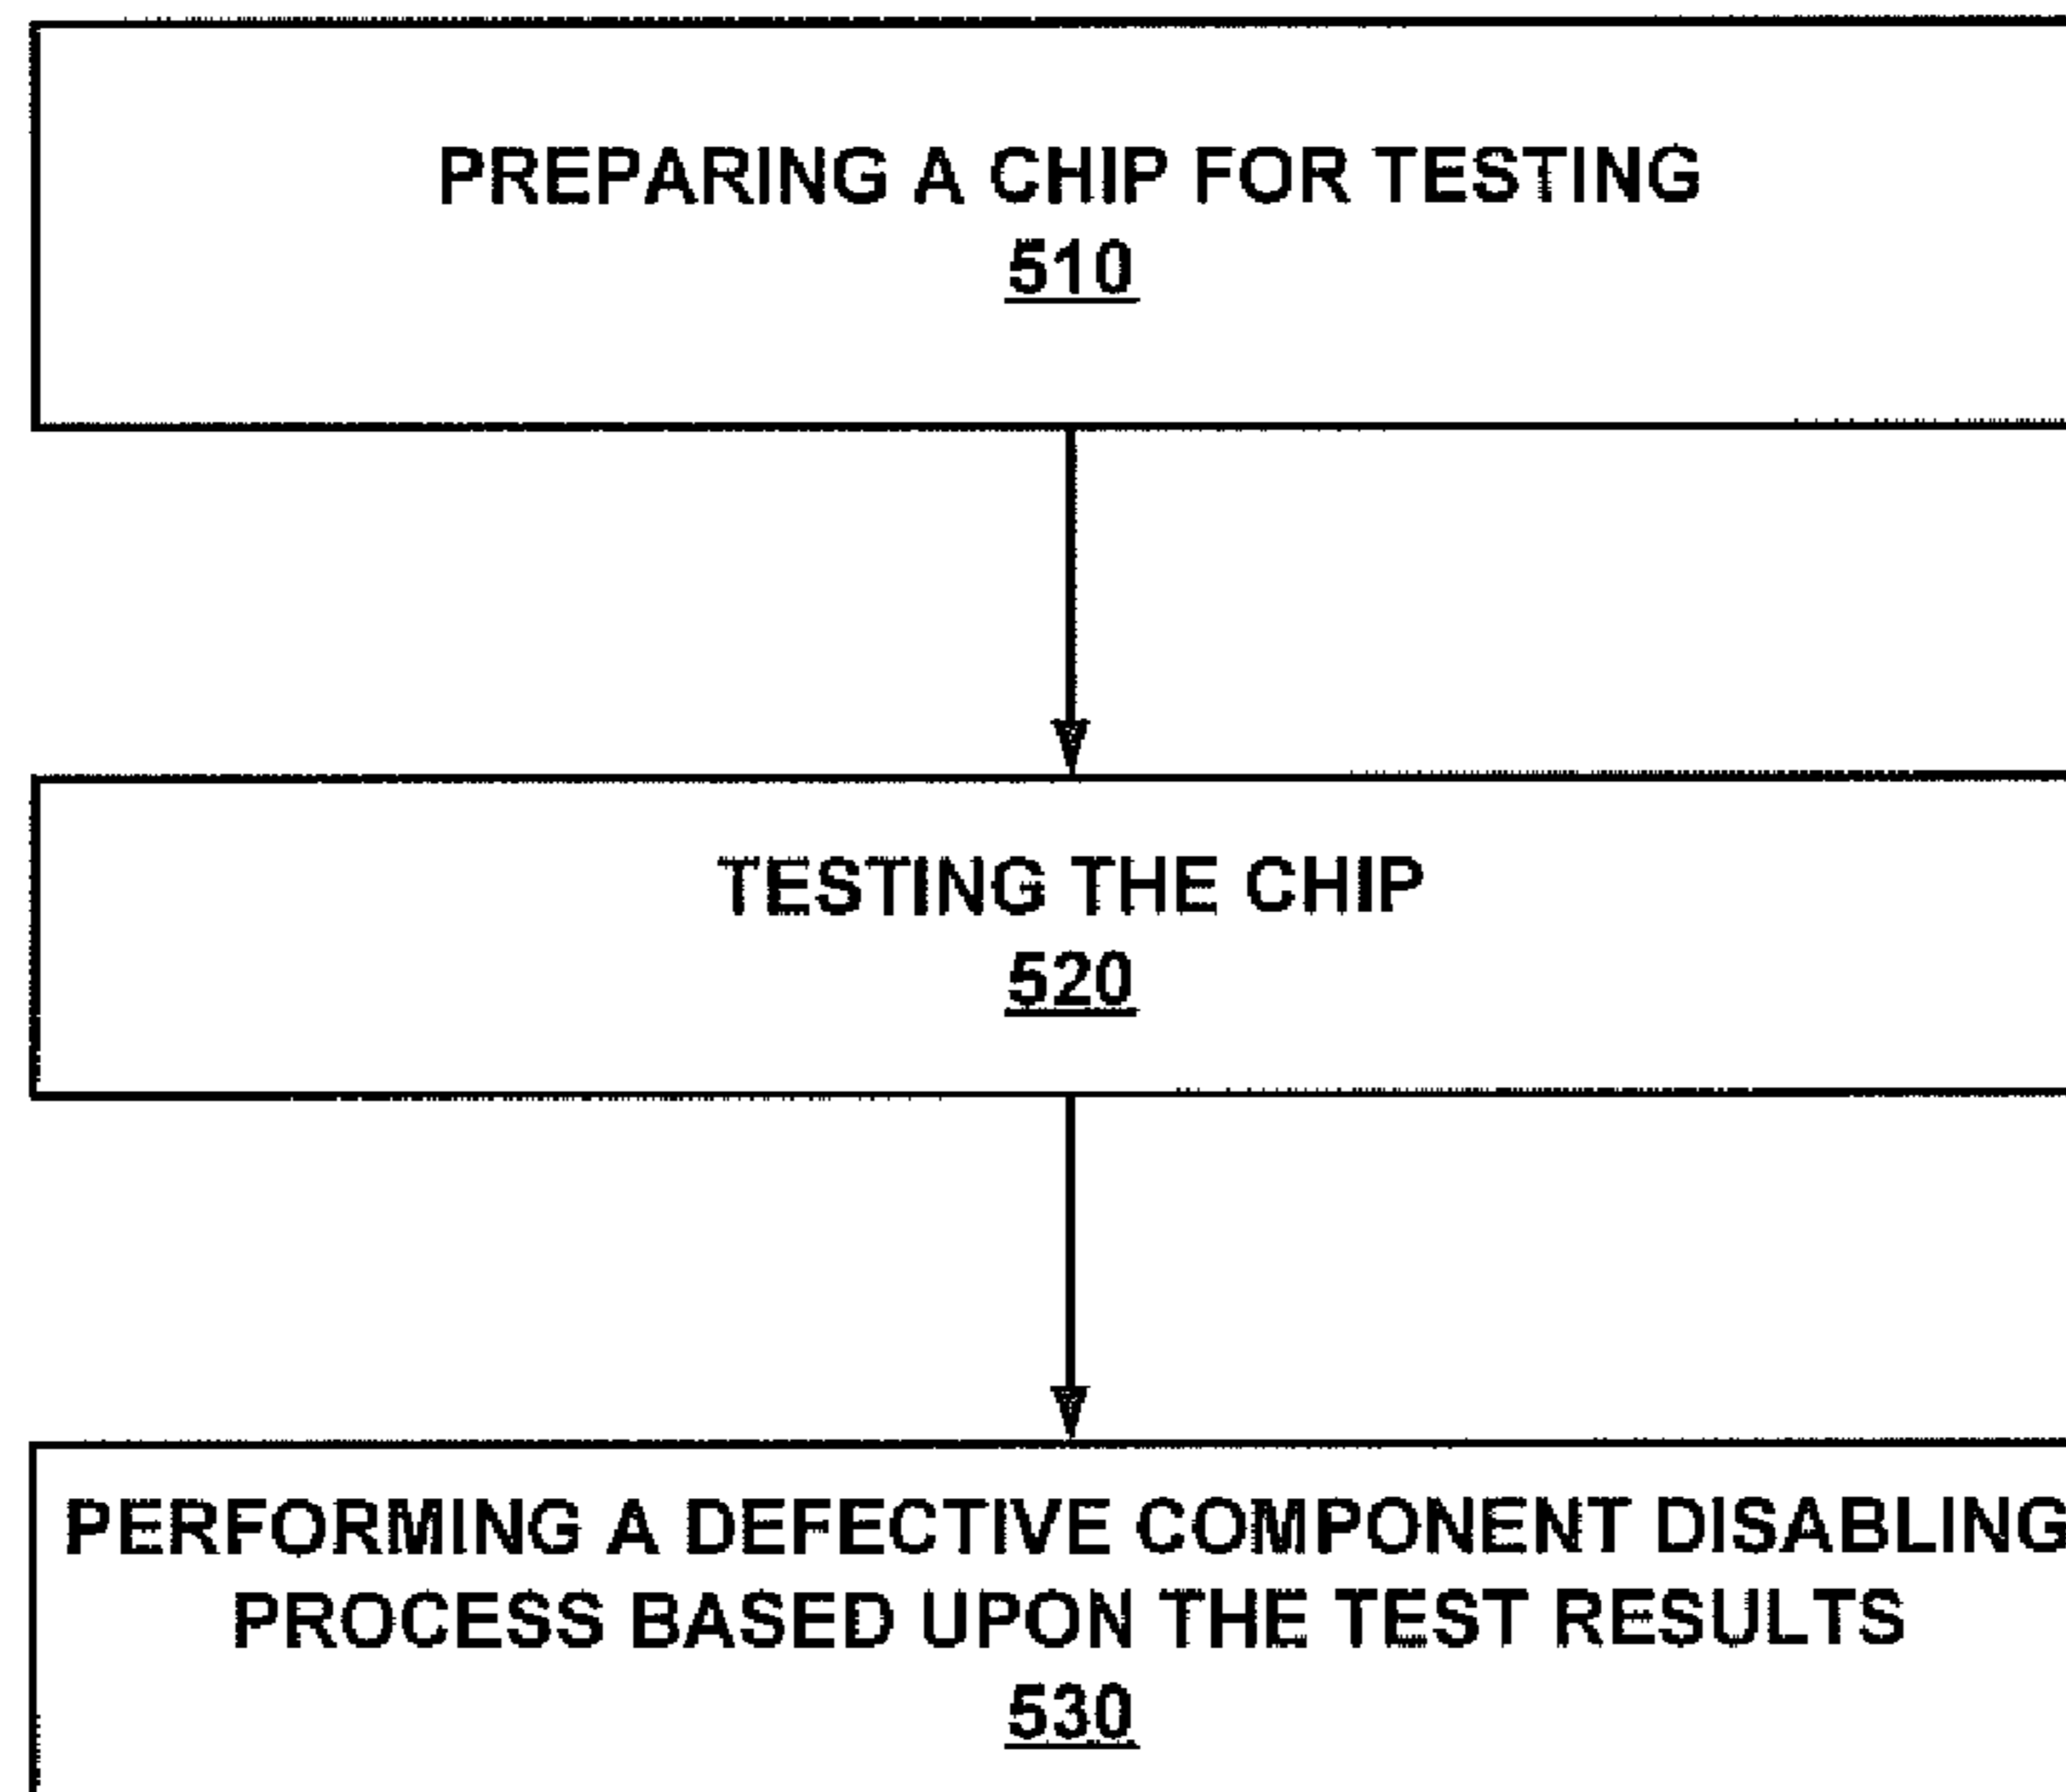 PREPARING A CHIP FOR TESTING
510
TESTING THE CHIP
520
PERFORMING A DEFECTIVE COMPONENT DISABLING
PROCESS BASED UPON THE TEST RESULTS
530